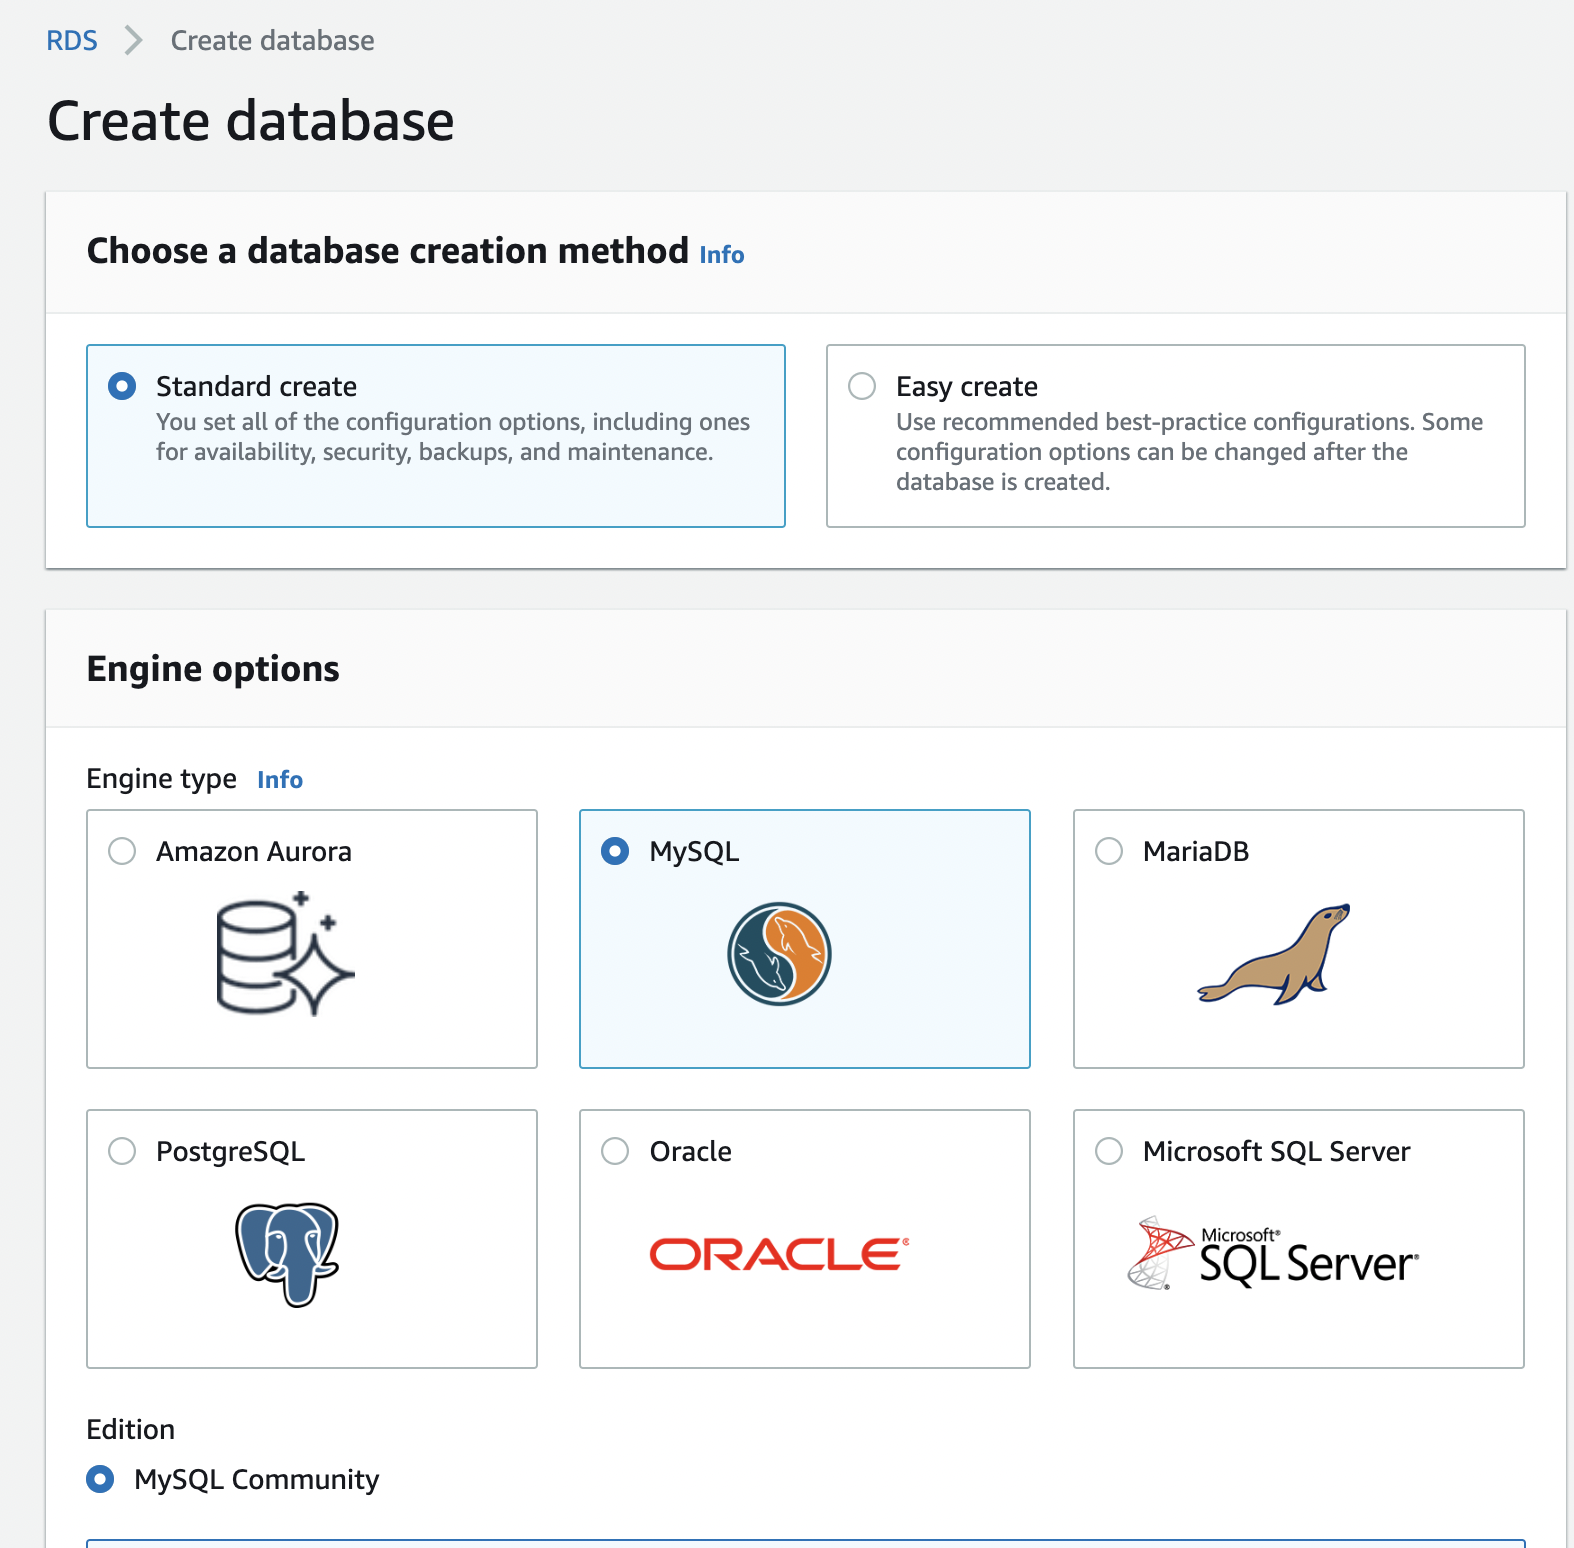 RDS > Create database
Create database
Choose a database creation method Info
Standard create
You set all of the configuration options, including ones
for availability, security, backups, and maintenance.
Easy create
Use recommended best-practice configurations. Some
configuration options can be changed after the
database is created.
Engine options
Engine type Info
Amazon Aurora
MySQL
MariaDB
PostgreSQL
Oracle
ORACLE
Microsoft SQL Server
Microsoft®
SQL Server®
Edition
MySQL Community